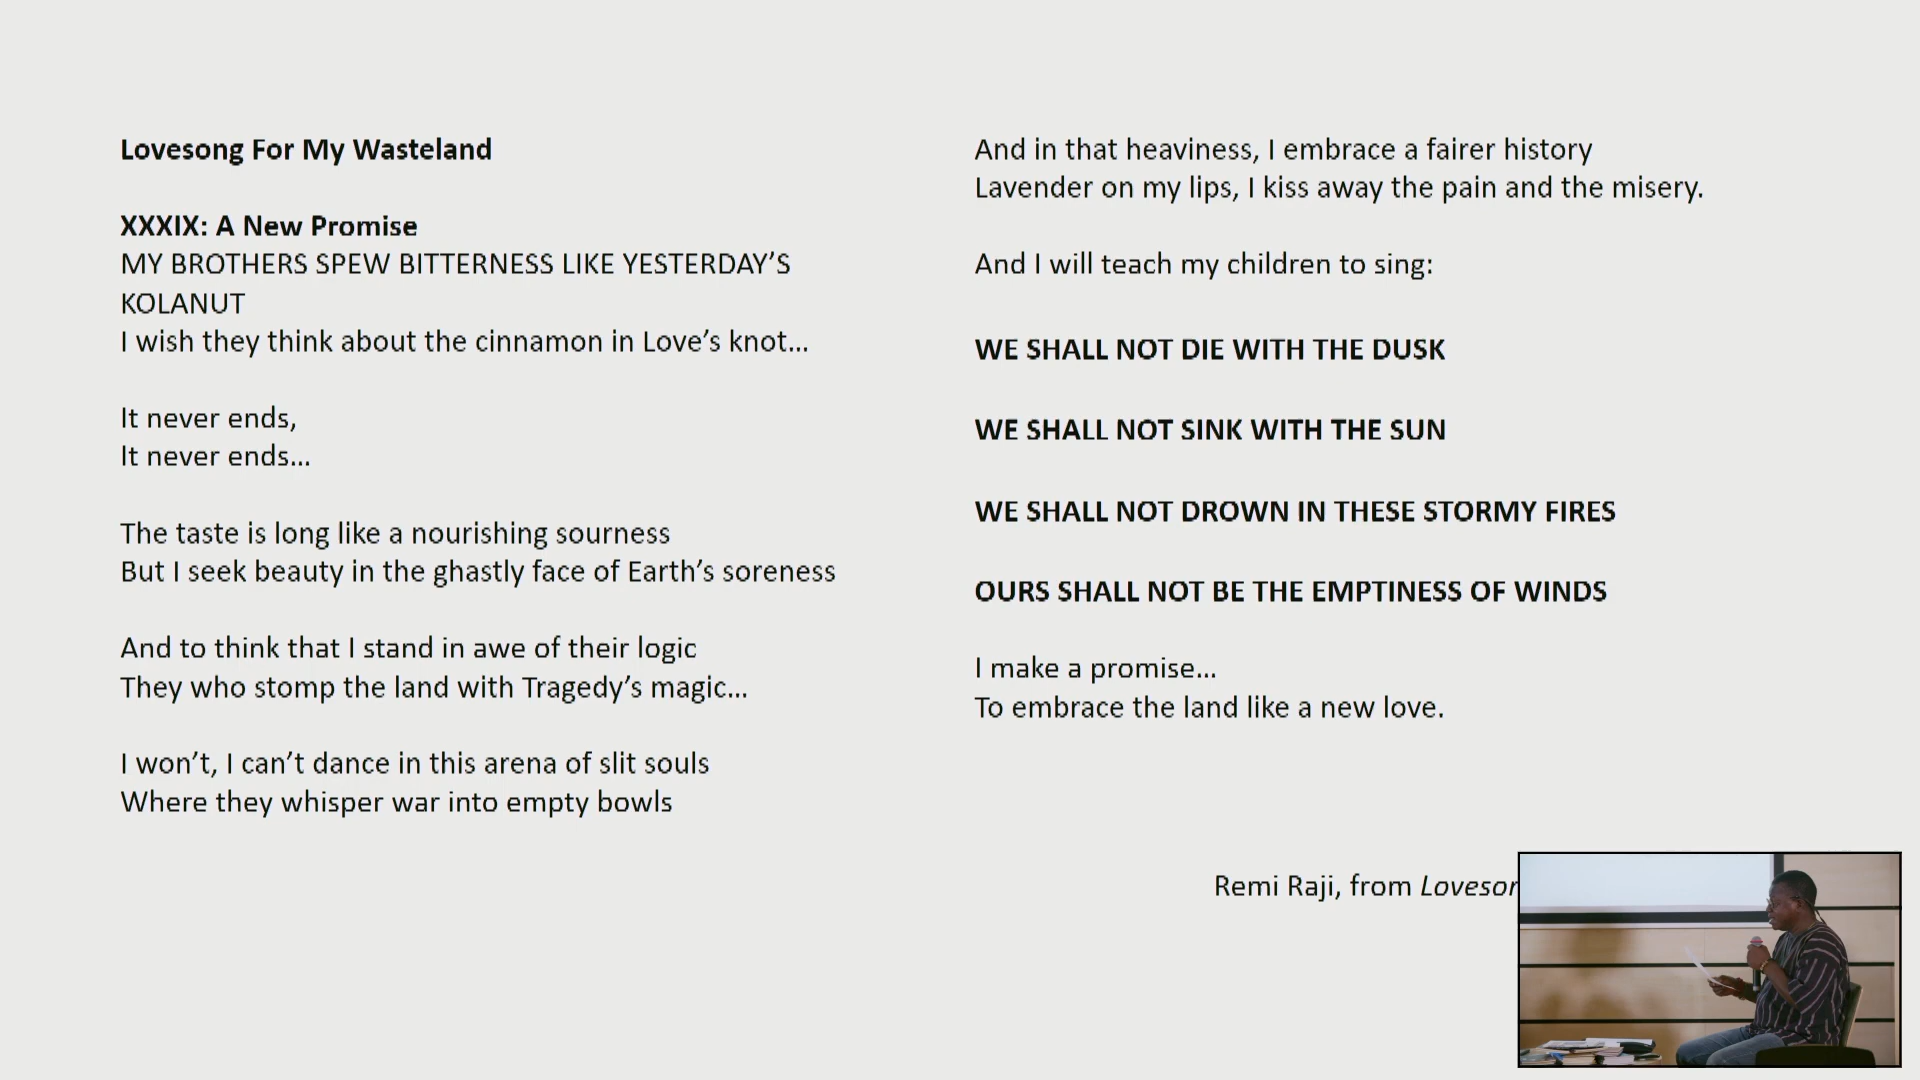 Lovesong For My Wasteland
XXXIX: A New Promise
MY BROTHERS SPEW BITTERNESS LIKE YESTERDAY’S
KOLANUT
I wish they think about the cinnamon in Love’s knot…
It never ends,
It never ends…
The taste is long like a nourishing sourness
But I seek beauty in the ghastly face of Earth’s soreness
And to think that I stand in awe of their logic
They who stomp the land with Tragedy’s magic…
I won’t, I can’t dance in this arena of slit souls
Where they whisper war into empty bowls
And in that heaviness, I embrace a fairer history
Lavender on my lips, I kiss away the pain and the misery.
And I will teach my children to sing:
WE SHALL NOT DIE WITH THE DUSK
WE SHALL NOT SINK WITH THE SUN
WE SHALL NOT DROWN IN THESE STORMY FIRES
OURS SHALL NOT BE THE EMPTINESS OF WINDS
I make a promise…
To embrace the land like a new love.
Remi Raji, from